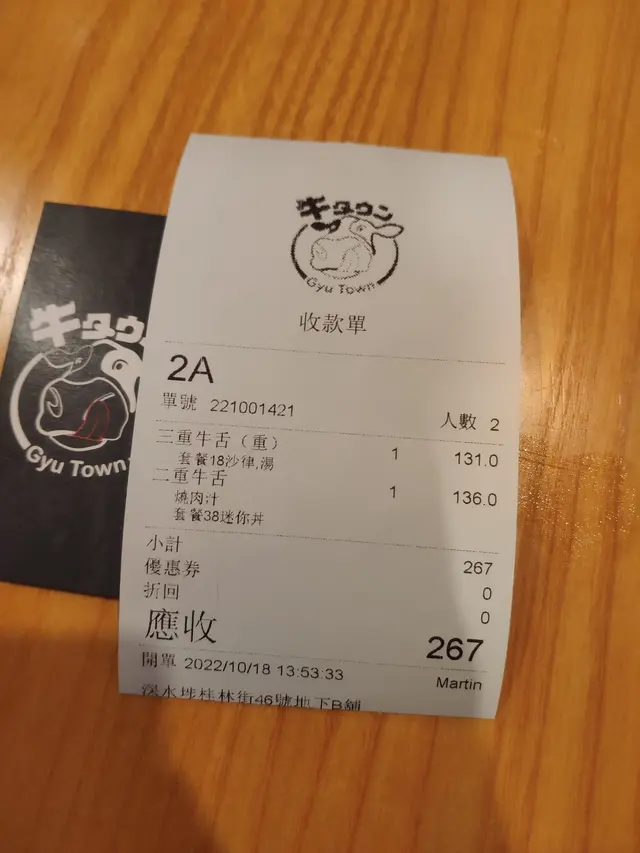 牛タウン
Gyu Town
收款單
2A
單號 221001421 人數 2
三重牛舌（重） 1 131.0
套餐18沙律,湯
二重牛舌 1 136.0
燒肉汁
套餐38迷你丼
小計 267
優惠券 0
折回 0
應收 267
開單 2022/10/18 13:53:33 Martin
深水埗桂林街46號地下B舖
牛タウン
Gyu Town